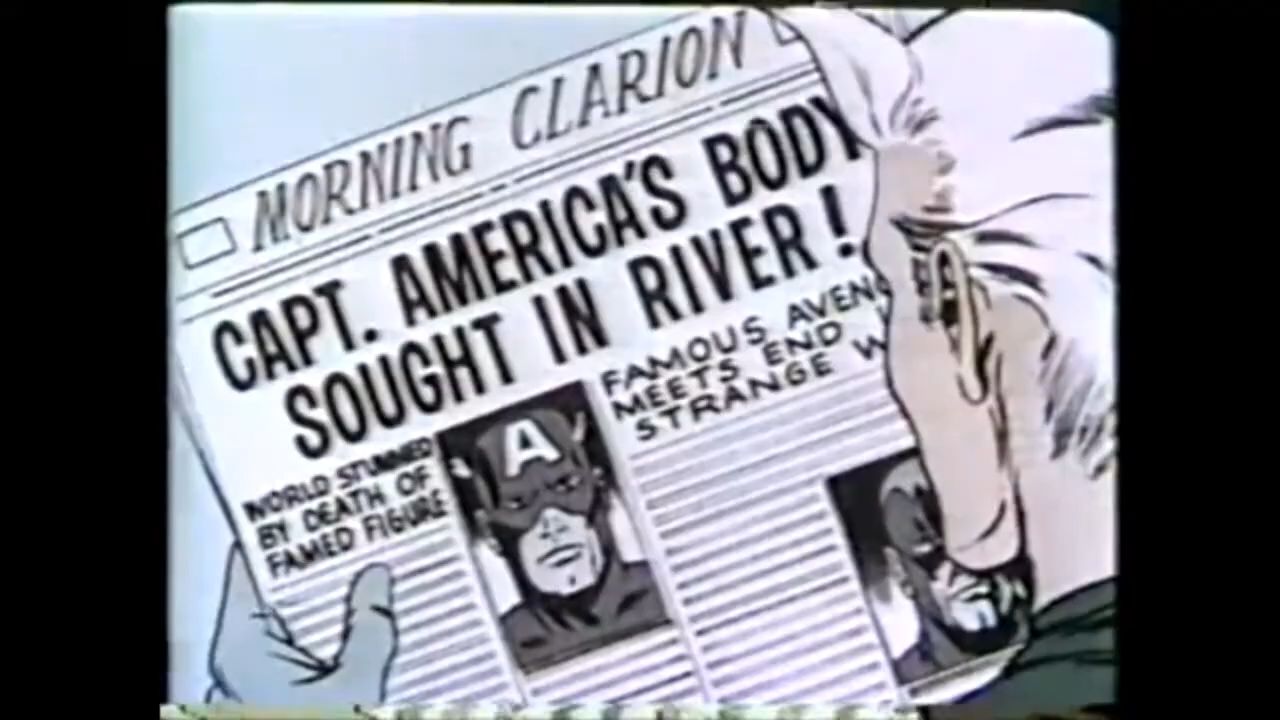 MORNING CLARION
CAPT. AMERICA'S BODY
SOUGHT IN RIVER!
FAMOUS AVENG
MEETS END
STRANGE W
WORLD STUNNED
BY DEATH OF
FAMED FIGURE
A